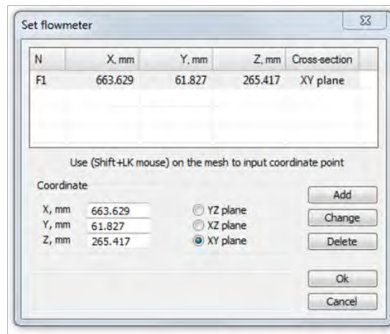 Set flowmeter
N X, mm Y, mm Z, mm Cross-section
F1 663.629 61.827 265.417 XY plane
Use (Shift+LK mouse) on the mesh to input coordinate point
Coordinate
X, mm 663.629 YZ plane
Y, mm 61.827 XZ plane
Z, mm 265.417 XY plane
Add
Change
Delete
Ok
Cancel